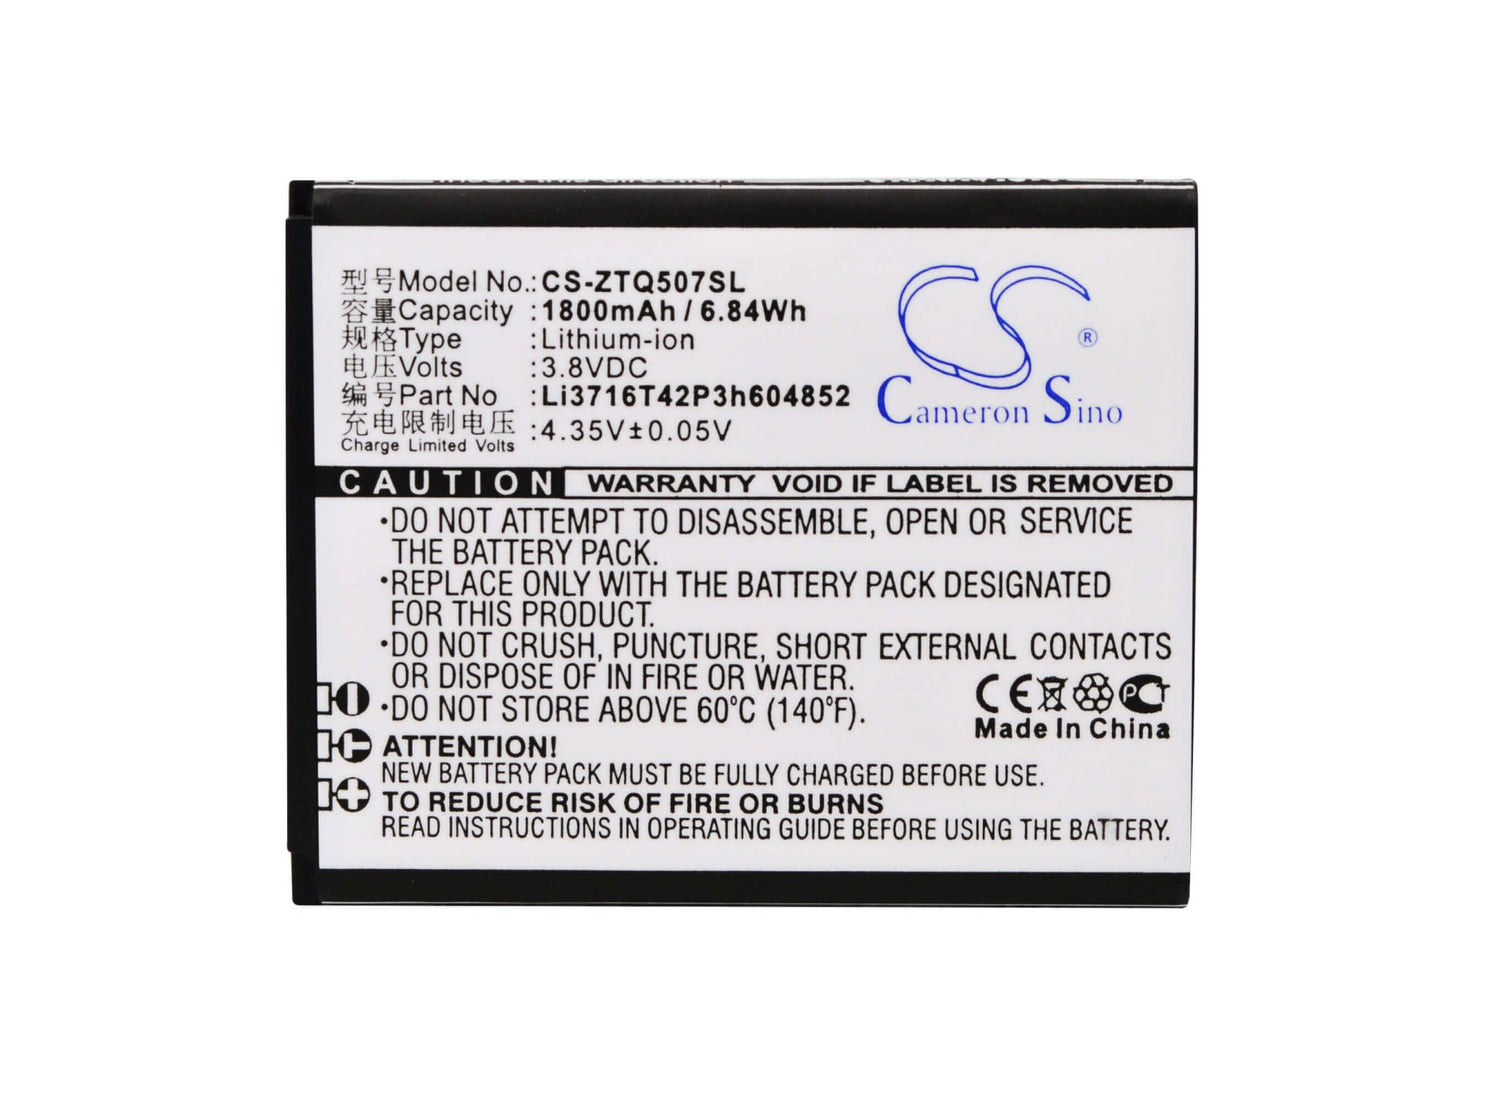 Insert this direction
型号Model No.:CS-ZTQ507SL
容量Capacity :1800mAh / 6.84Wh
规格Type :Lithium-ion
电压Volts :3.8VDC
编号Part No :Li3716T42P3h604852
充电限制电压 :4.35V±0.05V
Charge Limited Volts
CS ®
Cameron Sino
CAUTION WARRANTY VOID IF LABEL IS REMOVED
·DO NOT ATTEMPT TO DISASSEMBLE, OPEN OR SERVICE
THE BATTERY PACK.
·REPLACE ONLY WITH THE BATTERY PACK DESIGNATED
FOR THIS PRODUCT.
·DO NOT CRUSH, PUNCTURE, SHORT EXTERNAL CONTACTS
OR DISPOSE OF IN FIRE OR WATER.
·DO NOT STORE ABOVE 60°C (140°F).
CE PCT
Made In China
ATTENTION!
NEW BATTERY PACK MUST BE FULLY CHARGED BEFORE USE.
TO REDUCE RISK OF FIRE OR BURNS
READ INSTRUCTIONS IN OPERATING GUIDE BEFORE USING THE BATTERY.